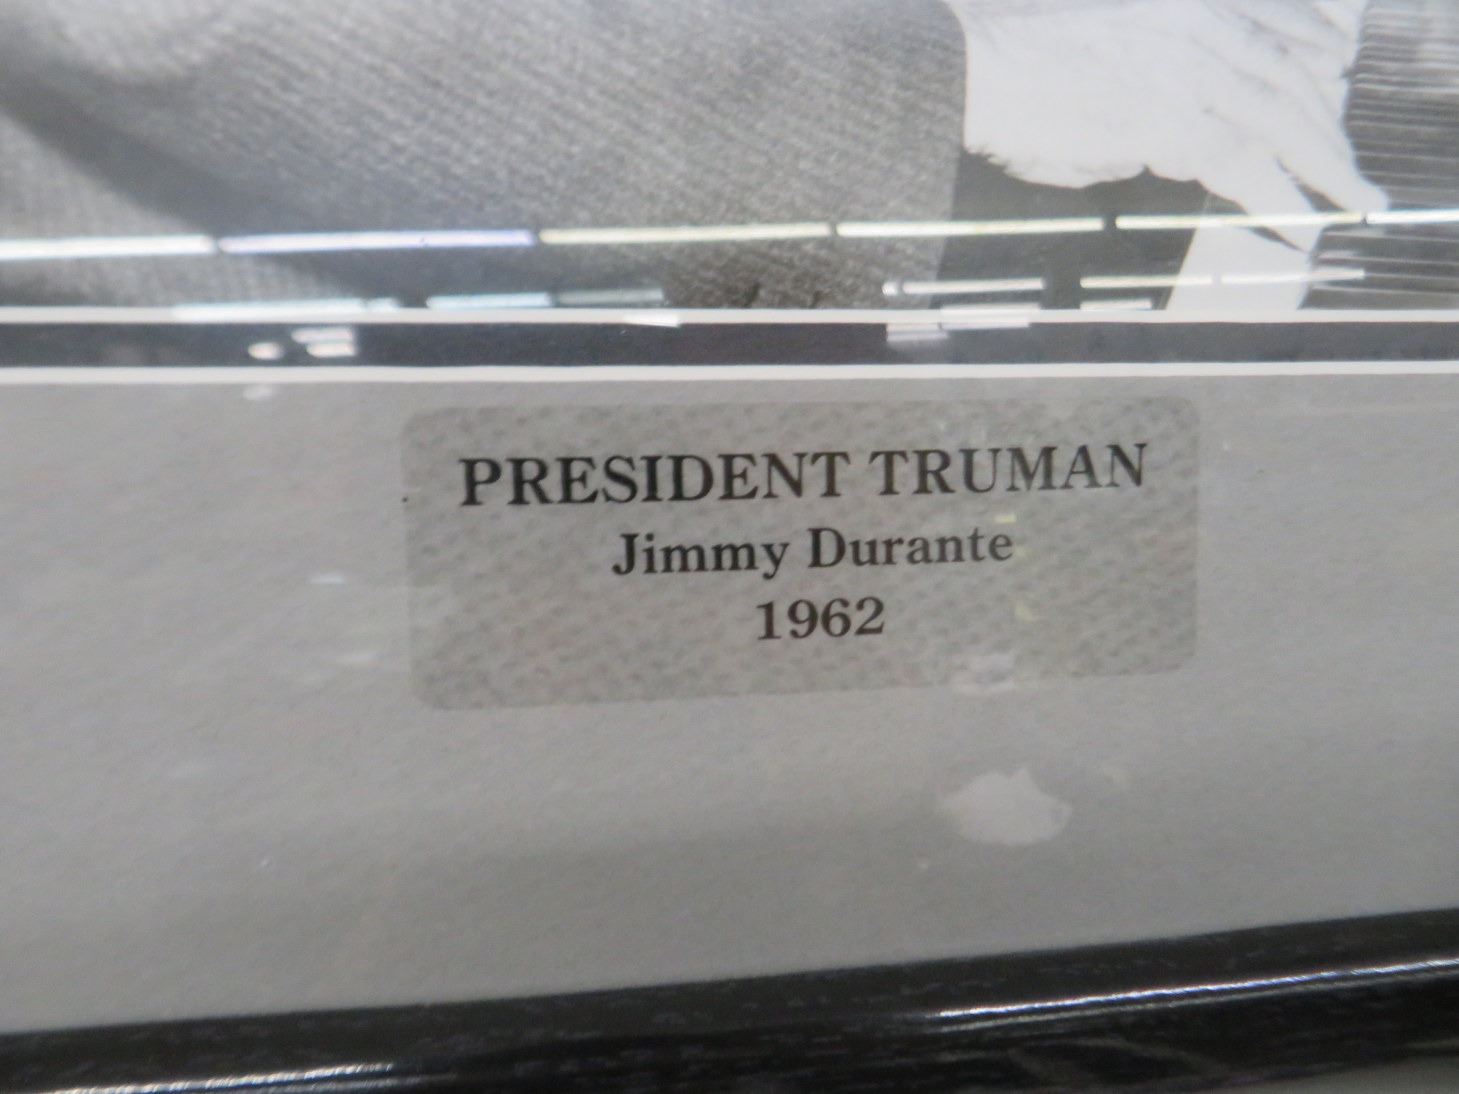 PRESIDENT TRUMAN
Jimmy Durante
1962